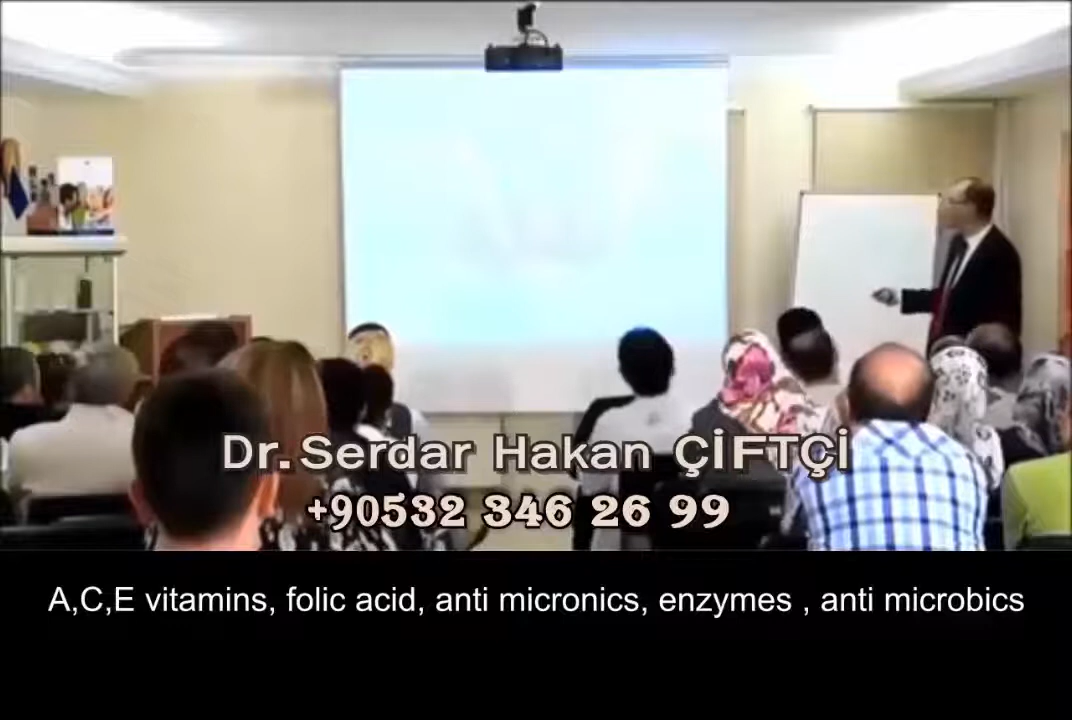 Dr. Serdar Hakan ÇİFTÇİ
+90532 346 26 99
A,C,E vitamins, folic acid, anti micronics, enzymes , anti microbics